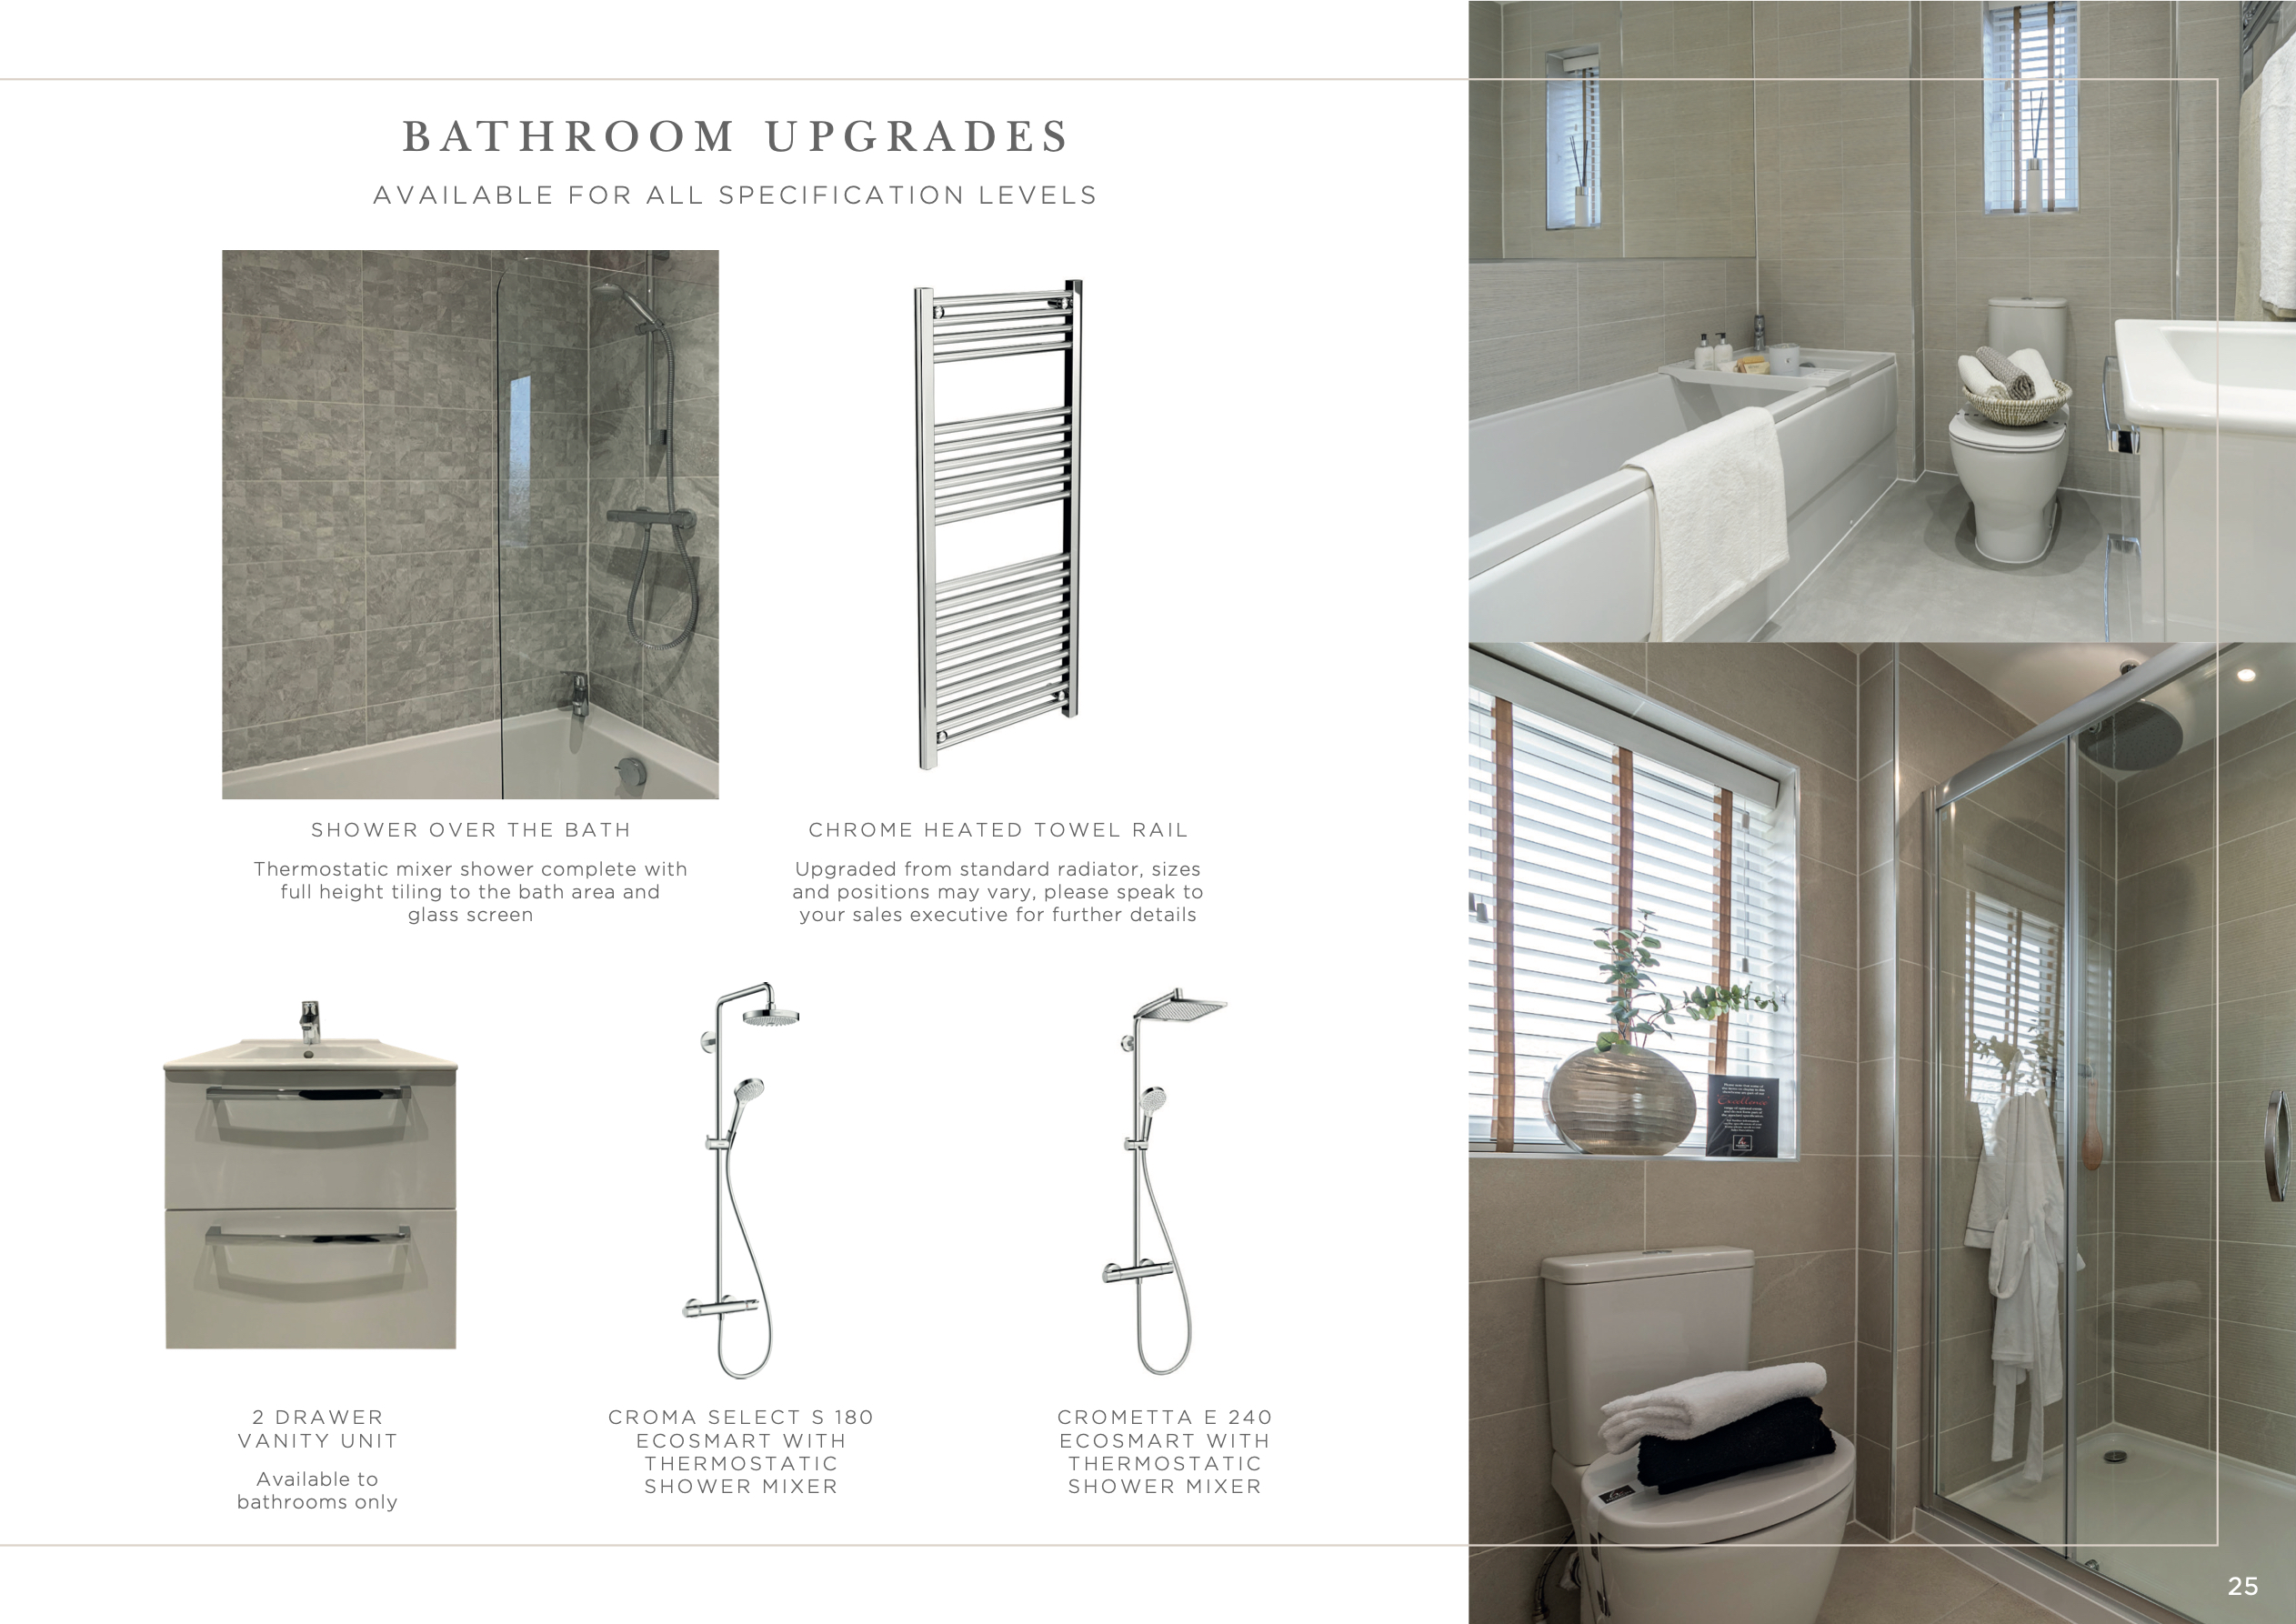 BATHROOM UPGRADES
AVAILABLE FOR ALL SPECIFICATION LEVELS
SHOWER OVER THE BATH
Thermostatic mixer shower complete with
full height tiling to the bath area and
glass screen
CHROME HEATED TOWEL RAIL
Upgraded from standard radiator, sizes
and positions may vary, please speak to
your sales executive for further details
2 DRAWER
VANITY UNIT
Available to
bathrooms only
CROMA SELECT S 180
ECOSMART WITH
THERMOSTATIC
SHOWER MIXER
CROMETTA E 240
ECOSMART WITH
THERMOSTATIC
SHOWER MIXER
Excellence
25